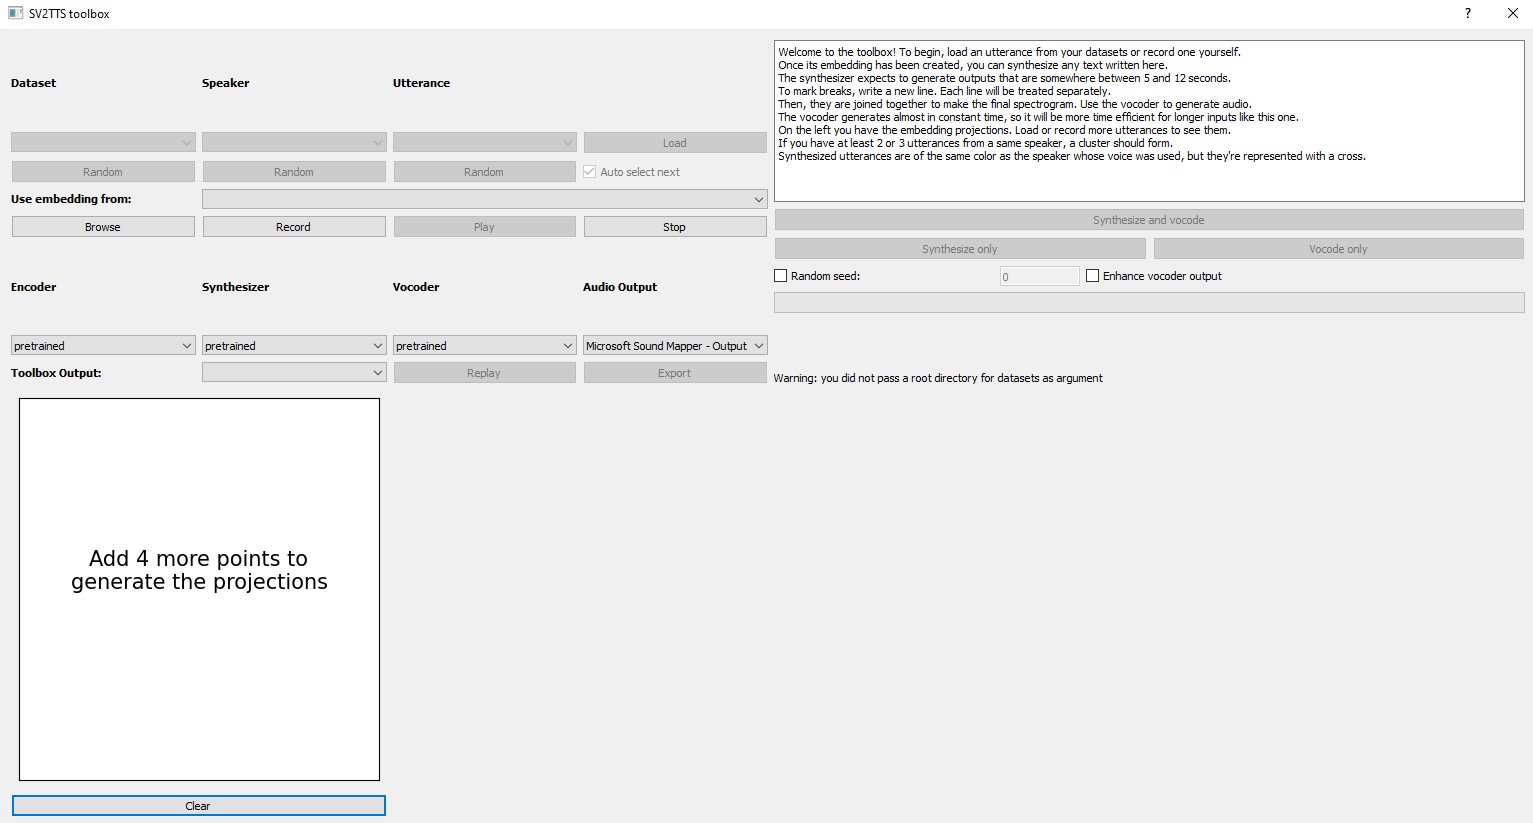 SV2TTS toolbox
?
Dataset
Speaker
Utterance
Load
Random
Random
Random
Auto select next
Use embedding from:
Browse
Record
Play
Stop
Encoder
Synthesizer
Vocoder
Audio Output
pretrained
pretrained
pretrained
Microsoft Sound Mapper - Output
Toolbox Output:
Replay
Export
Add 4 more points to
generate the projections
Clear
Welcome to the toolbox! To begin, load an utterance from your datasets or record one yourself.
Once its embedding has been created, you can synthesize any text written here.
The synthesizer expects to generate outputs that are somewhere between 5 and 12 seconds.
To mark breaks, write a new line. Each line will be treated separately.
Then, they are joined together to make the final spectrogram. Use the vocoder to generate audio.
The vocoder generates almost in constant time, so it will be more time efficient for longer inputs like this one.
On the left you have the embedding projections. Load or record more utterances to see them.
If you have at least 2 or 3 utterances from a same speaker, a cluster should form.
Synthesized utterances are of the same color as the speaker whose voice was used, but they're represented with a cross.
Synthesize and vocode
Synthesize only
Vocode only
Random seed:
0
Enhance vocoder output
Warning: you did not pass a root directory for datasets as argument